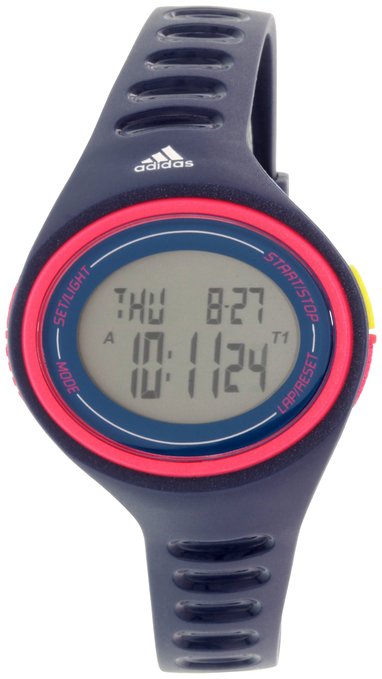 adidas
SET/LIGHT
START/STOP
THU 8-27
A T1
10:11 24
MODE
LAP/RESET